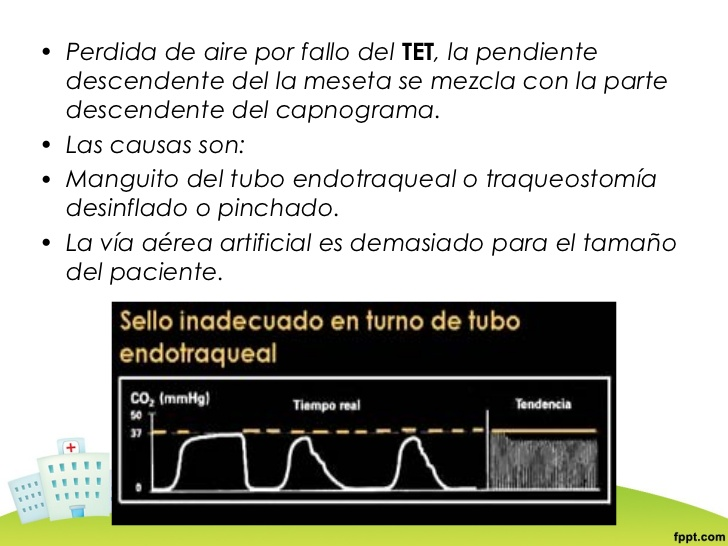 • Perdida de aire por fallo del TET, la pendiente
descendente del la meseta se mezcla con la parte
descendente del capnograma.
• Las causas son:
• Manguito del tubo endotraqueal o traqueostomía
desinflado o pinchado.
• La vía aérea artificial es demasiado para el tamaño
del paciente.
Sello inadecuado en turno de tubo
endotraqueal
CO₂ (mmHg)
Tiempo real
Tendencia
50
37
0
fppt.com